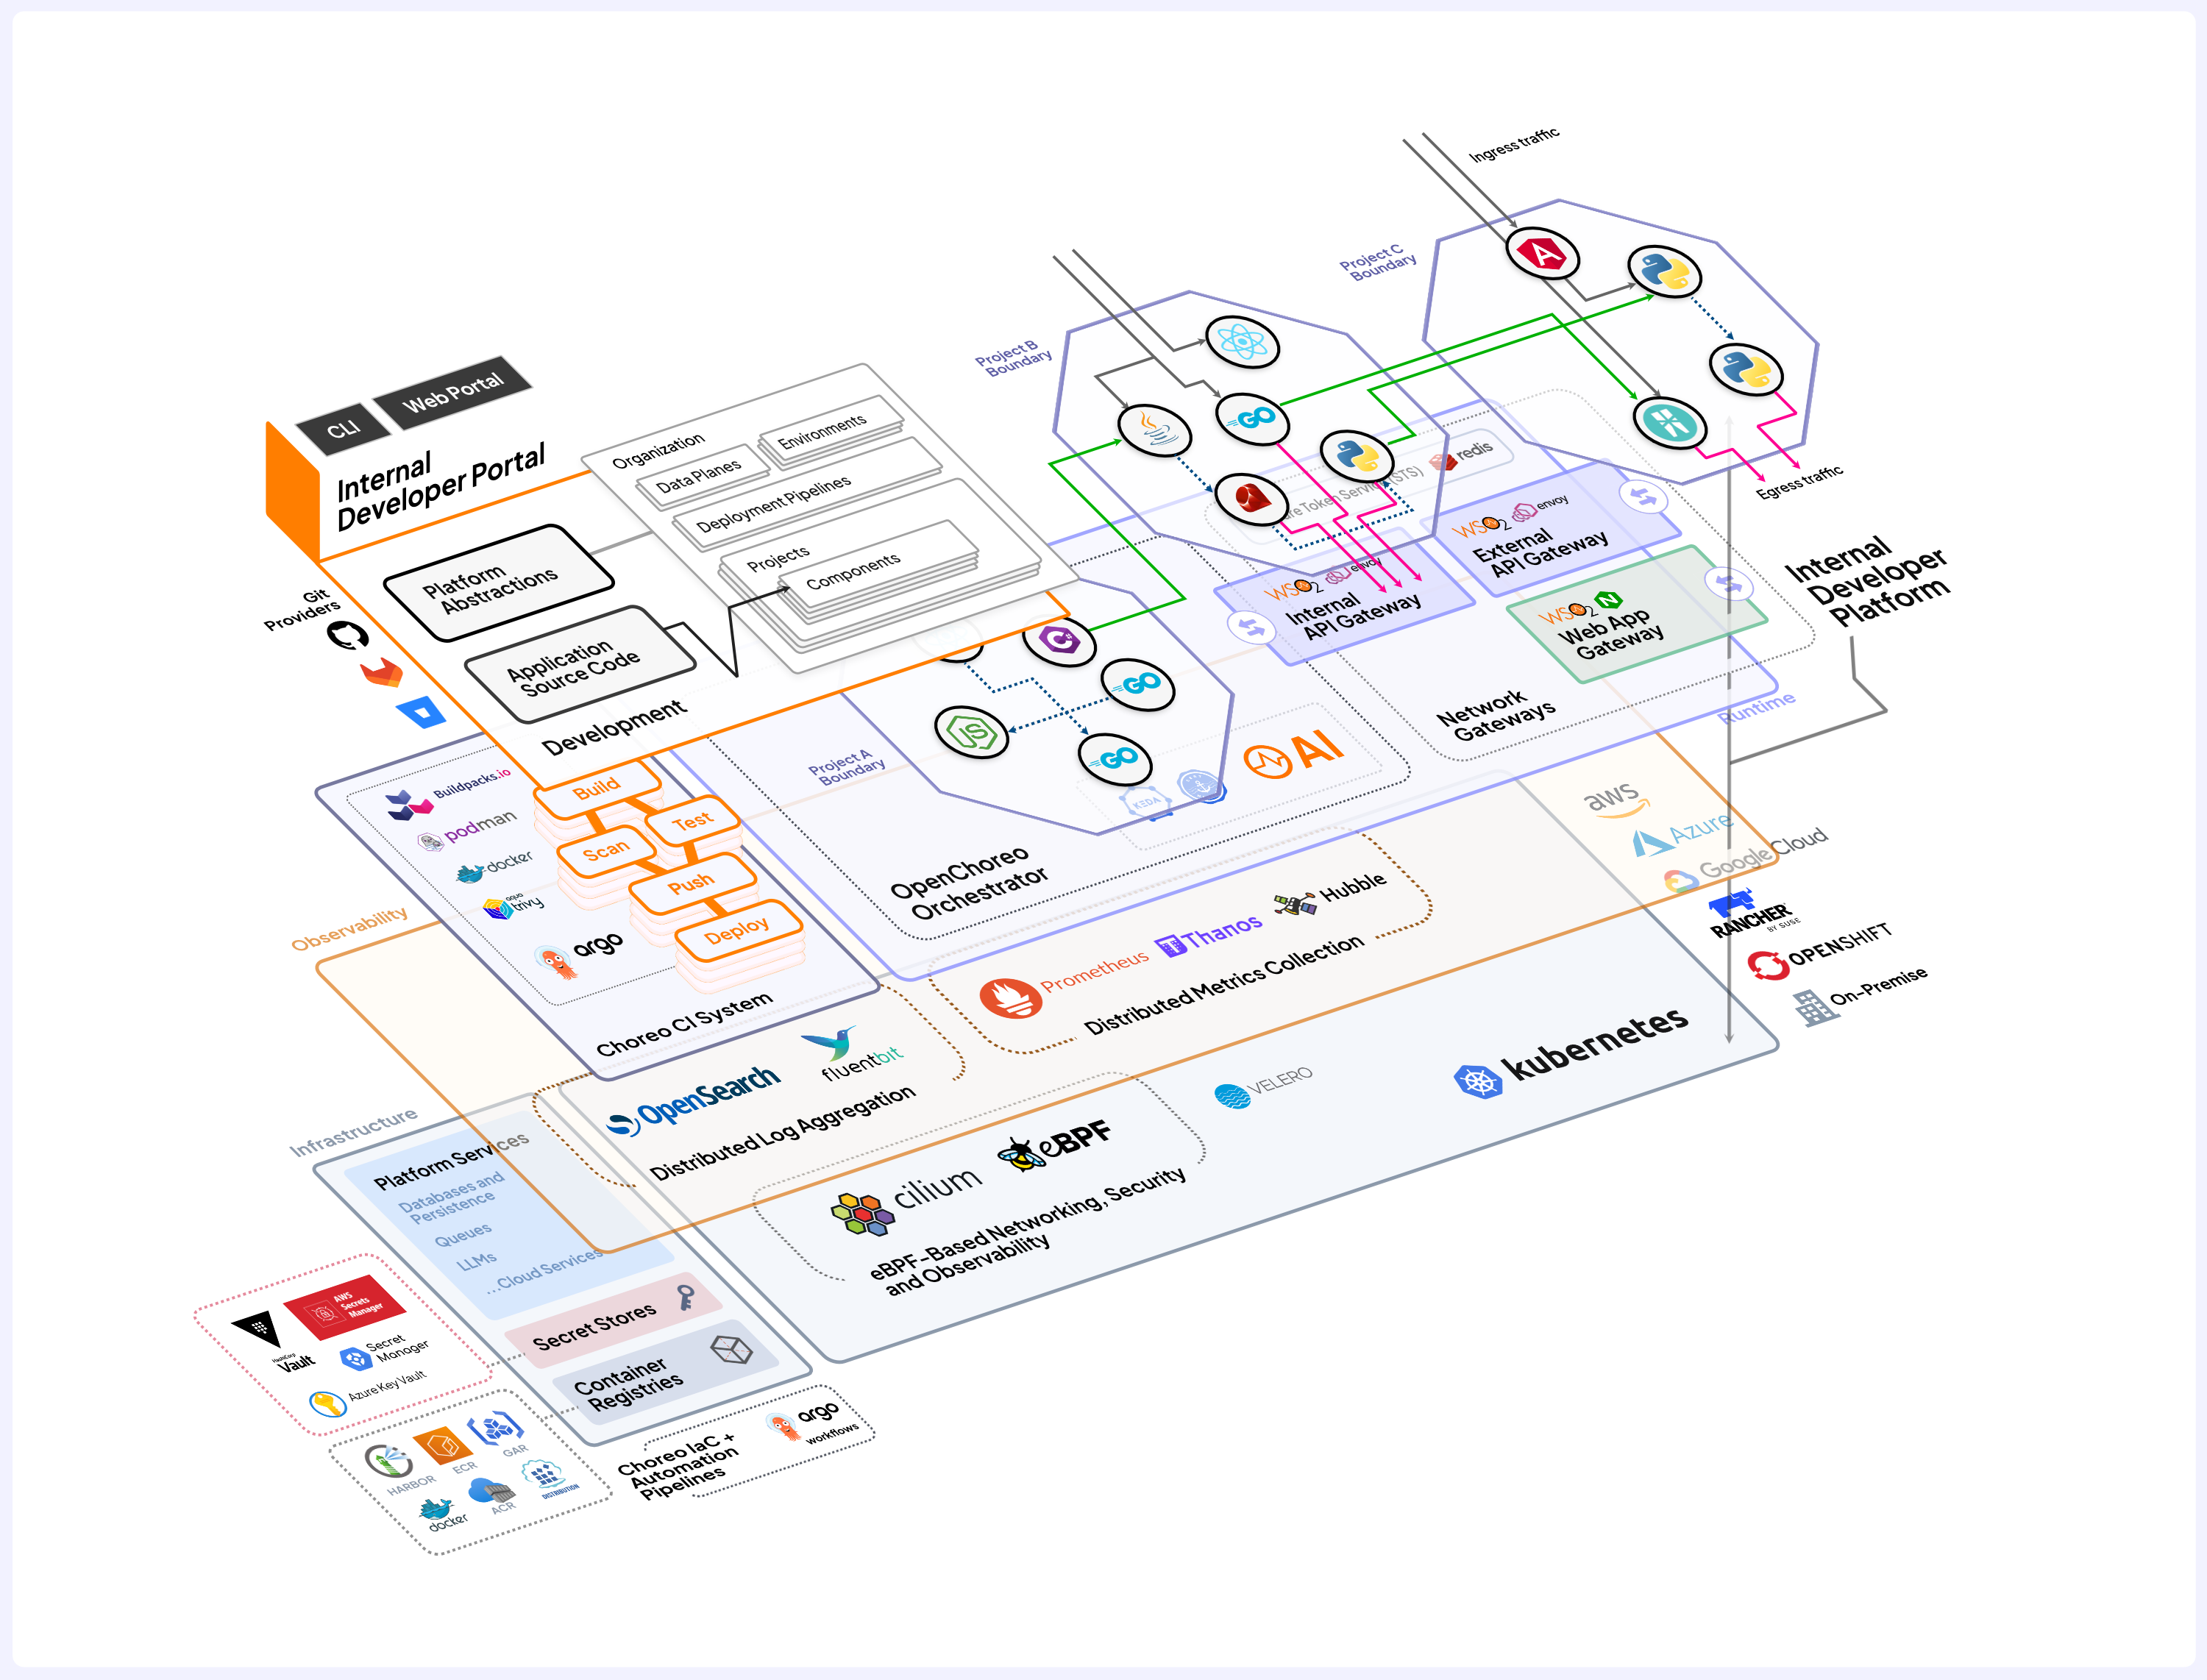 Ingress traffic
Project C
Boundary
Project B
Boundary
CLI
Web Portal
Internal
Developer Portal
Organization
Environments
Data Planes
Deployment Pipelines
Projects
Components
Platform
Abstractions
Application
Source Code
Development
Git
Providers
GO
Token Service (STS)
redis
Egress traffic
WSO2 envoy
External
API Gateway
WSO2 envoy
Internal
API Gateway
WSO2
Web App
Gateway
Internal
Developer
Platform
Network
Gateways
Runtime
C#
GO
JS
GO
Project A
Boundary
KEDA
AI
OpenChoreo
Orchestrator
Buildpacks.io
podman
docker
aqua
trivy
argo
Build
Test
Scan
Push
Deploy
Choreo CI System
Observability
aws
Azure
Google Cloud
RANCHER
BY SUSE
OPENSHIFT
On-Premise
Prometheus
Thanos
Hubble
Distributed Metrics Collection
OpenSearch
fluentbit
Distributed Log Aggregation
VELERO
kubernetes
cilium
eBPF
eBPF-Based Networking, Security
and Observability
Infrastructure
Platform Services
Databases and
Persistence
Queues
LLMs
...Cloud Services
Secret Stores
Container
Registries
HashiCorp
Vault
AWS
Secrets
Manager
Secret
Manager
Azure Key Vault
HARBOR
ECR
GAR
docker
ACR
DISTRIBUTION
Choreo IaC +
Automation
Pipelines
argo
workflows